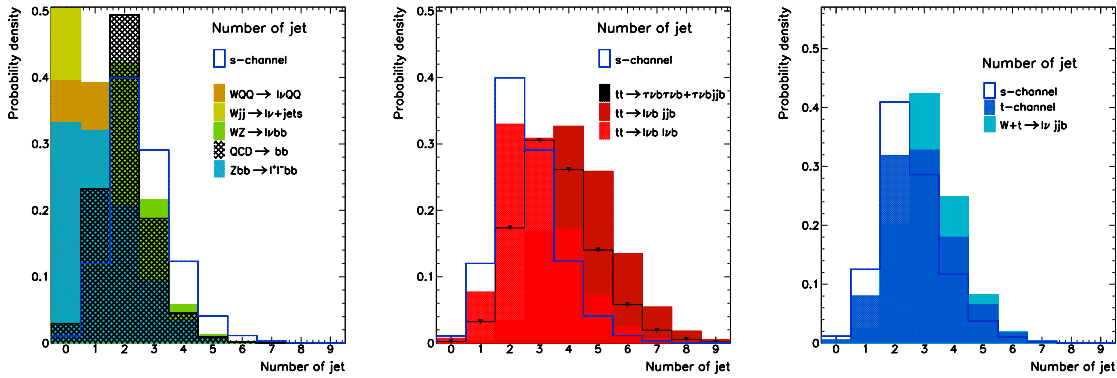 Probability density
0.5
0.4
0.3
0.2
0.1
0
Number of jet
s-channel
WQQ→ lνQQ
Wjj→lν+jets
WZ→lνbb
QCD→ bb
Zbb→l⁺l⁻bb
0 1 2 3 4 5 6 7 8 9
Number of jet
Probability density
0.5
0.4
0.3
0.2
0.1
0
Number of jet
s-channel
tt→τνbτνb+τνbjjb
tt→lνb jjb
tt→lνb lνb
0 1 2 3 4 5 6 7 8 9
Number of jet
Probability density
0.5
0.4
0.3
0.2
0.1
0
Number of jet
s-channel
t-channel
W+t→lν jjb
0 1 2 3 4 5 6 7 8 9
Number of jet